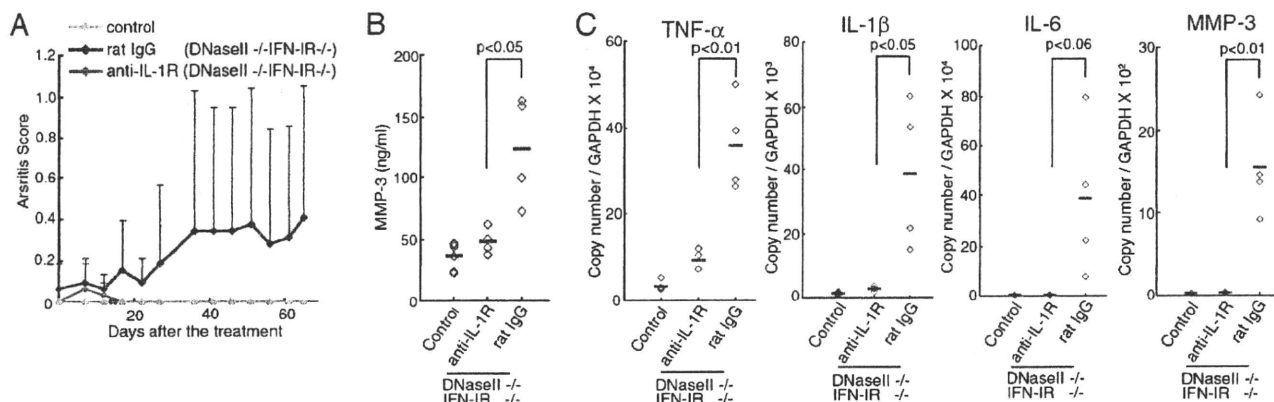 A
control
rat IgG (DNaseII -/-IFN-IR-/-)
anti-IL-1R (DNaseII -/-IFN-IR-/-)
Arsritis Score
1.2
1.0
0.8
0.6
0.4
0.2
0
0 20 40 60
Days after the treatment
B
MMP-3 (ng/ml)
200
150
100
50
0
p<0.05
Control
anti-IL-1R
rat IgG
DNaseII -/-
IFN-IR -/-
C
TNF-α
Copy number / GAPDH X 10⁴
60
40
20
0
p<0.01
Control
anti-IL-1R
rat IgG
DNaseII -/-
IFN-IR -/-
IL-1β
Copy number / GAPDH X 10³
80
60
40
20
0
p<0.05
Control
anti-IL-1R
rat IgG
DNaseII -/-
IFN-IR -/-
IL-6
Copy number / GAPDH X 10⁴
100
80
60
40
20
0
p<0.06
Control
anti-IL-1R
rat IgG
DNaseII -/-
IFN-IR -/-
MMP-3
Copy number / GAPDH X 10²
30
20
10
0
p<0.01
Control
anti-IL-1R
rat IgG
DNaseII -/-
IFN-IR -/-